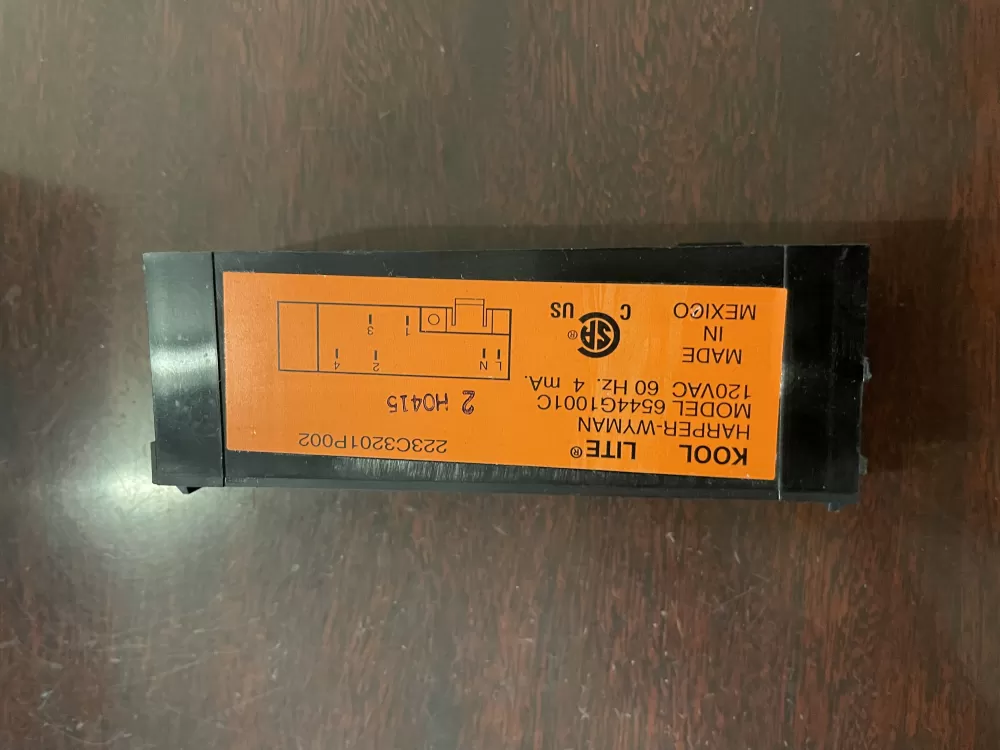 KOOL LITE® 223C3201P002
HARPER-WYMAN
MODEL 6544G1001C
120VAC 60 Hz. 4 mA.
2 H0415
MADE
IN
MEXICO
SP®
C US
L N 2 4
1 3